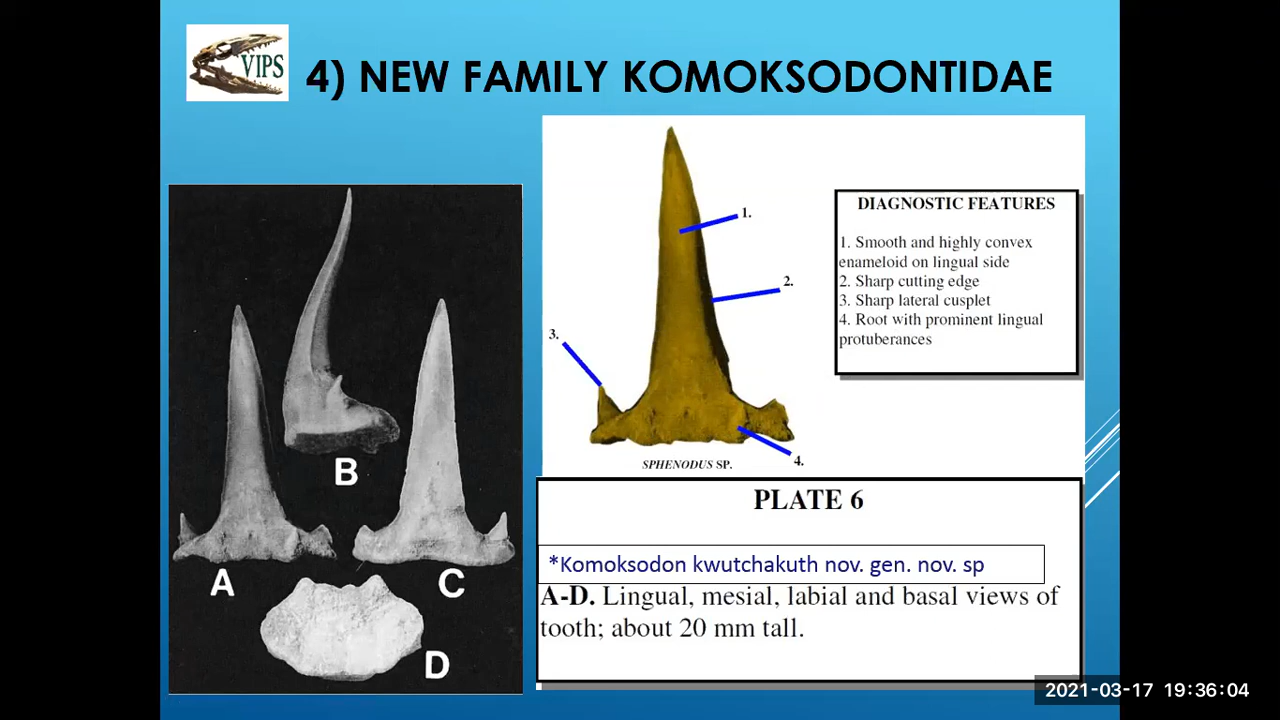 VIPS
4) NEW FAMILY KOMOKSODONTIDAE
B
A
C
D
1.
2.
3.
4.
SPHENODUS SP.
DIAGNOSTIC FEATURES
1. Smooth and highly convex
enameloid on lingual side
2. Sharp cutting edge
3. Sharp lateral cusplet
4. Root with prominent lingual
protuberances
PLATE 6
*Komoksodon kwutchakuth nov. gen. nov. sp
A-D. Lingual, mesial, labial and basal views of
tooth; about 20 mm tall.
2021-03-17 19:36:04